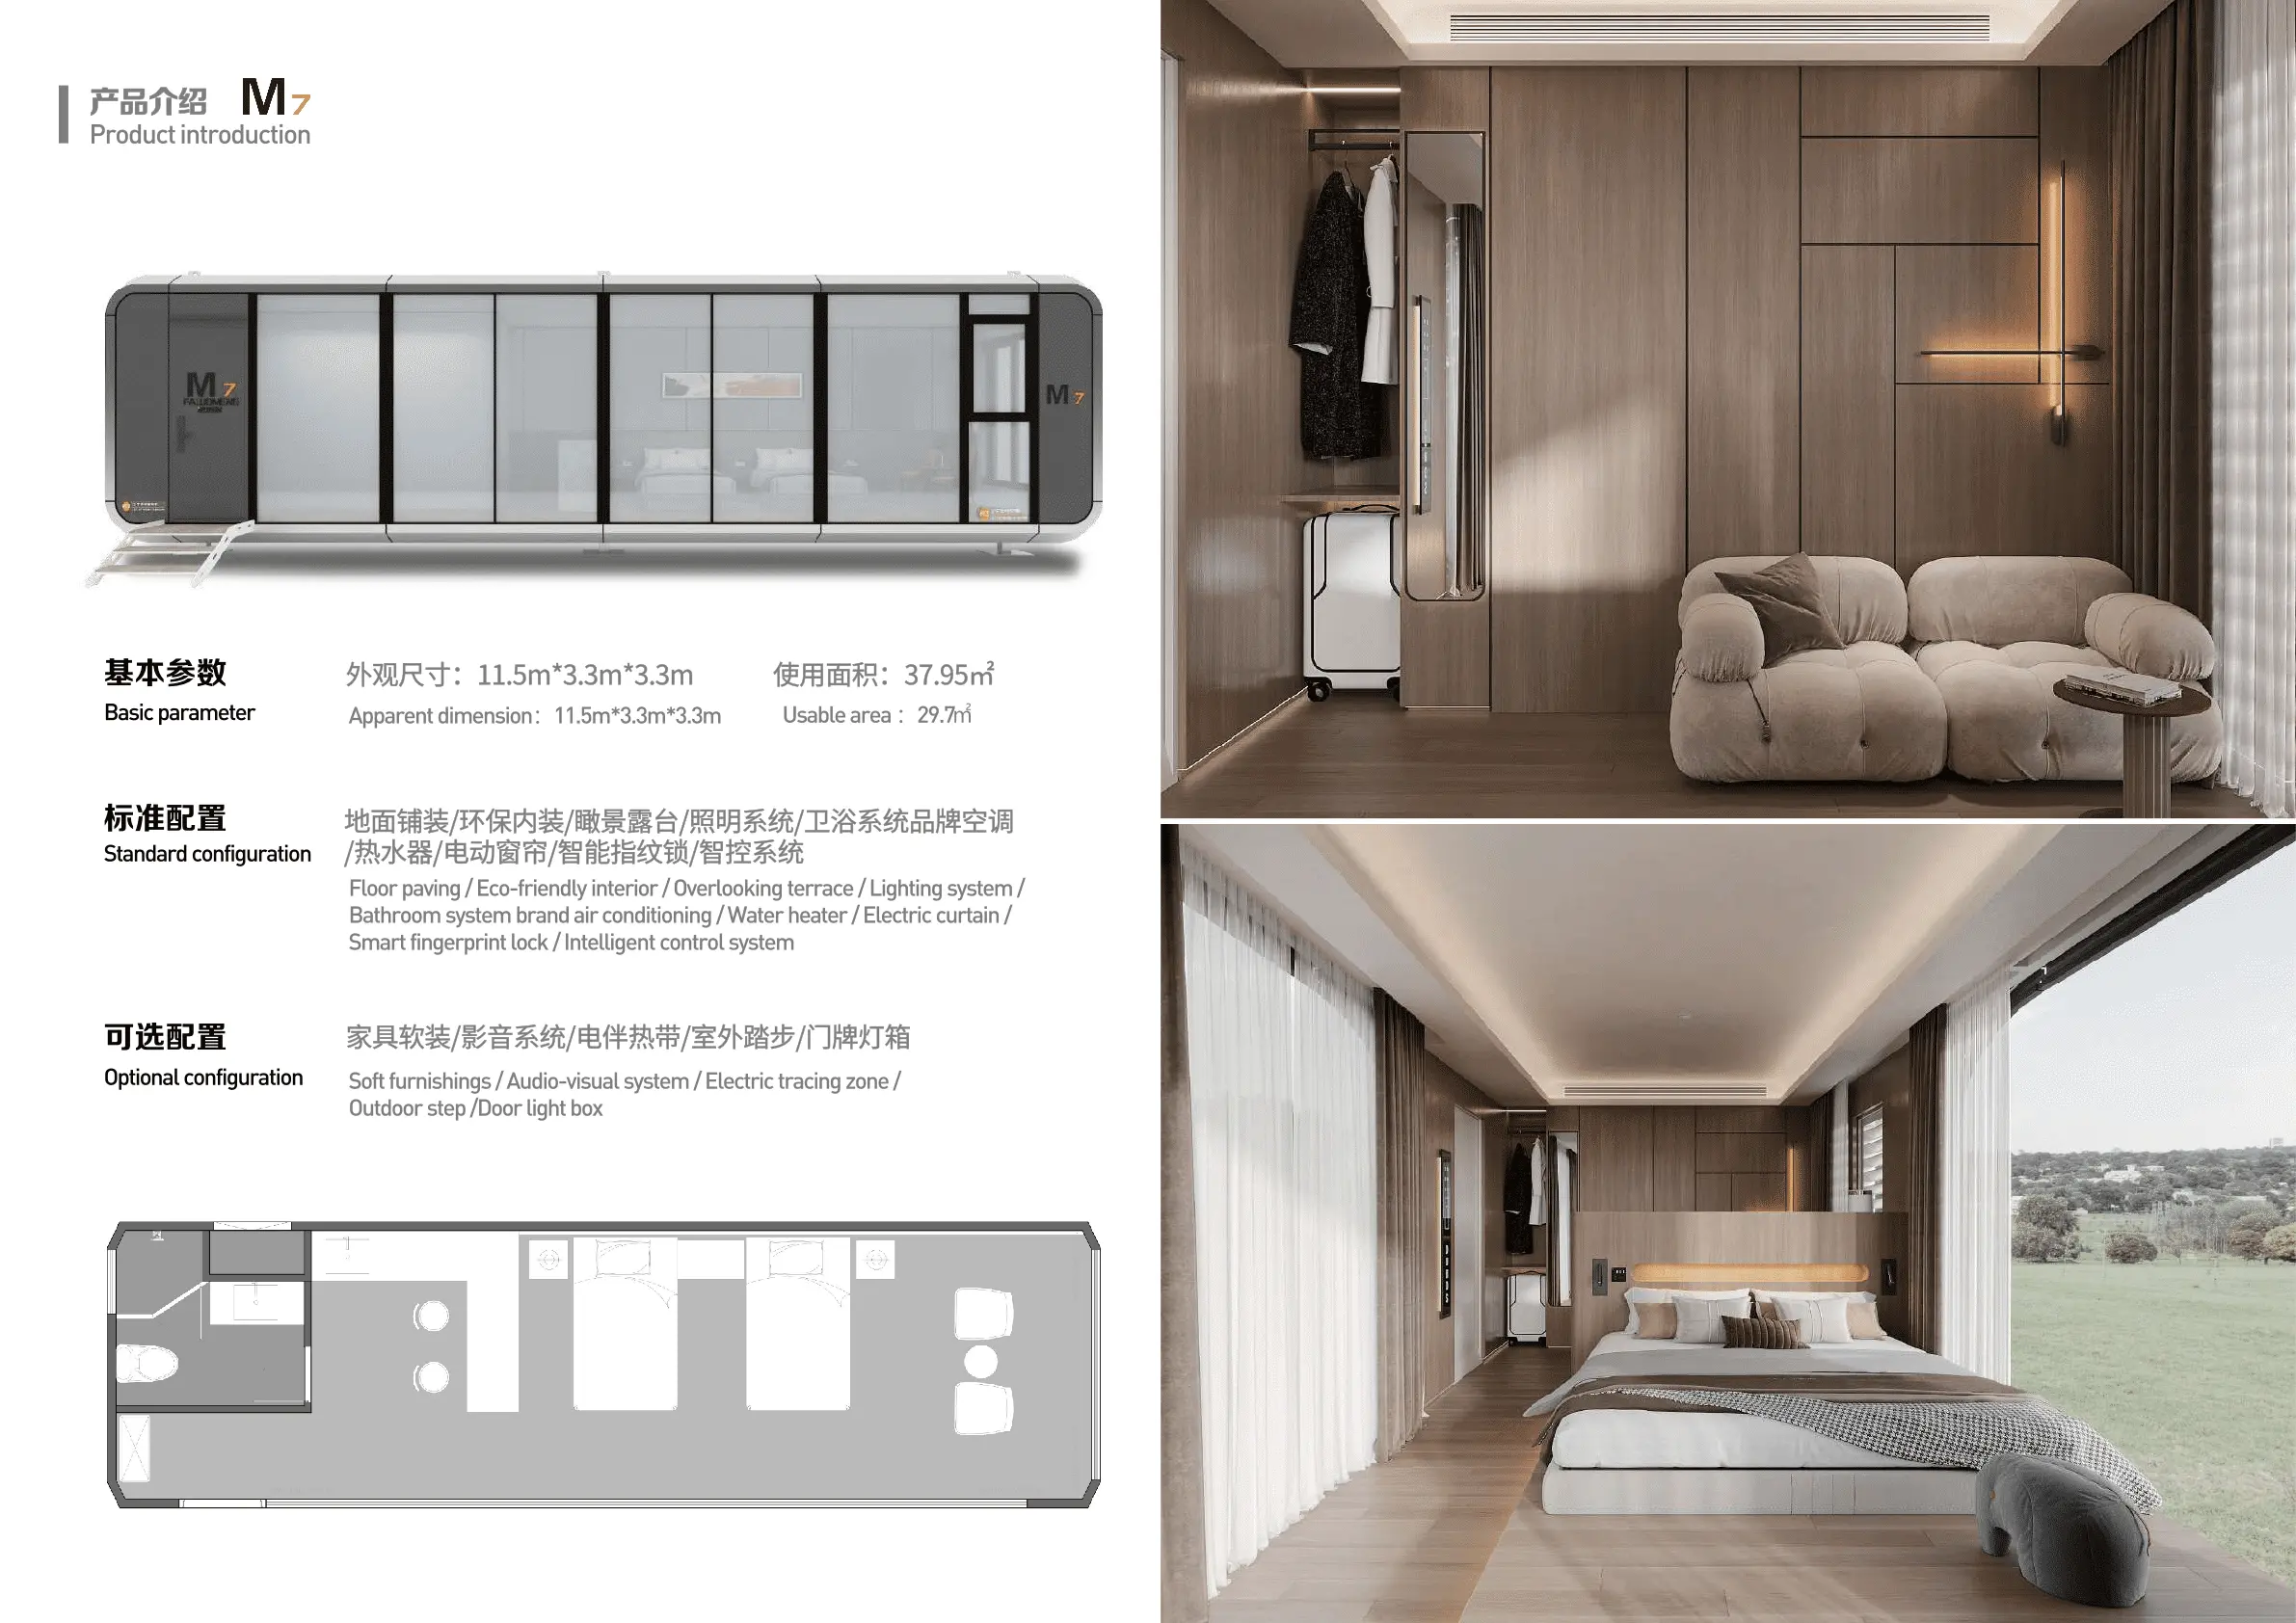 产品介绍 M7
Product introduction
M7
M7
基本参数 外观尺寸：11.5m*3.3m*3.3m 使用面积：37.95㎡
Basic parameter Apparent dimension：11.5m*3.3m*3.3m Usable area：29.7㎡
标准配置 地面铺装/环保内装/瞰景露台/照明系统/卫浴系统品牌空调
/热水器/电动窗帘/智能指纹锁/智控系统
Standard configuration
Floor paving / Eco-friendly interior / Overlooking terrace / Lighting system /
Bathroom system brand air conditioning / Water heater / Electric curtain /
Smart fingerprint lock / Intelligent control system
可选配置 家具软装/影音系统/电伴热带/室外踏步/门牌灯箱
Optional configuration Soft furnishings / Audio-visual system / Electric tracing zone /
Outdoor step /Door light box